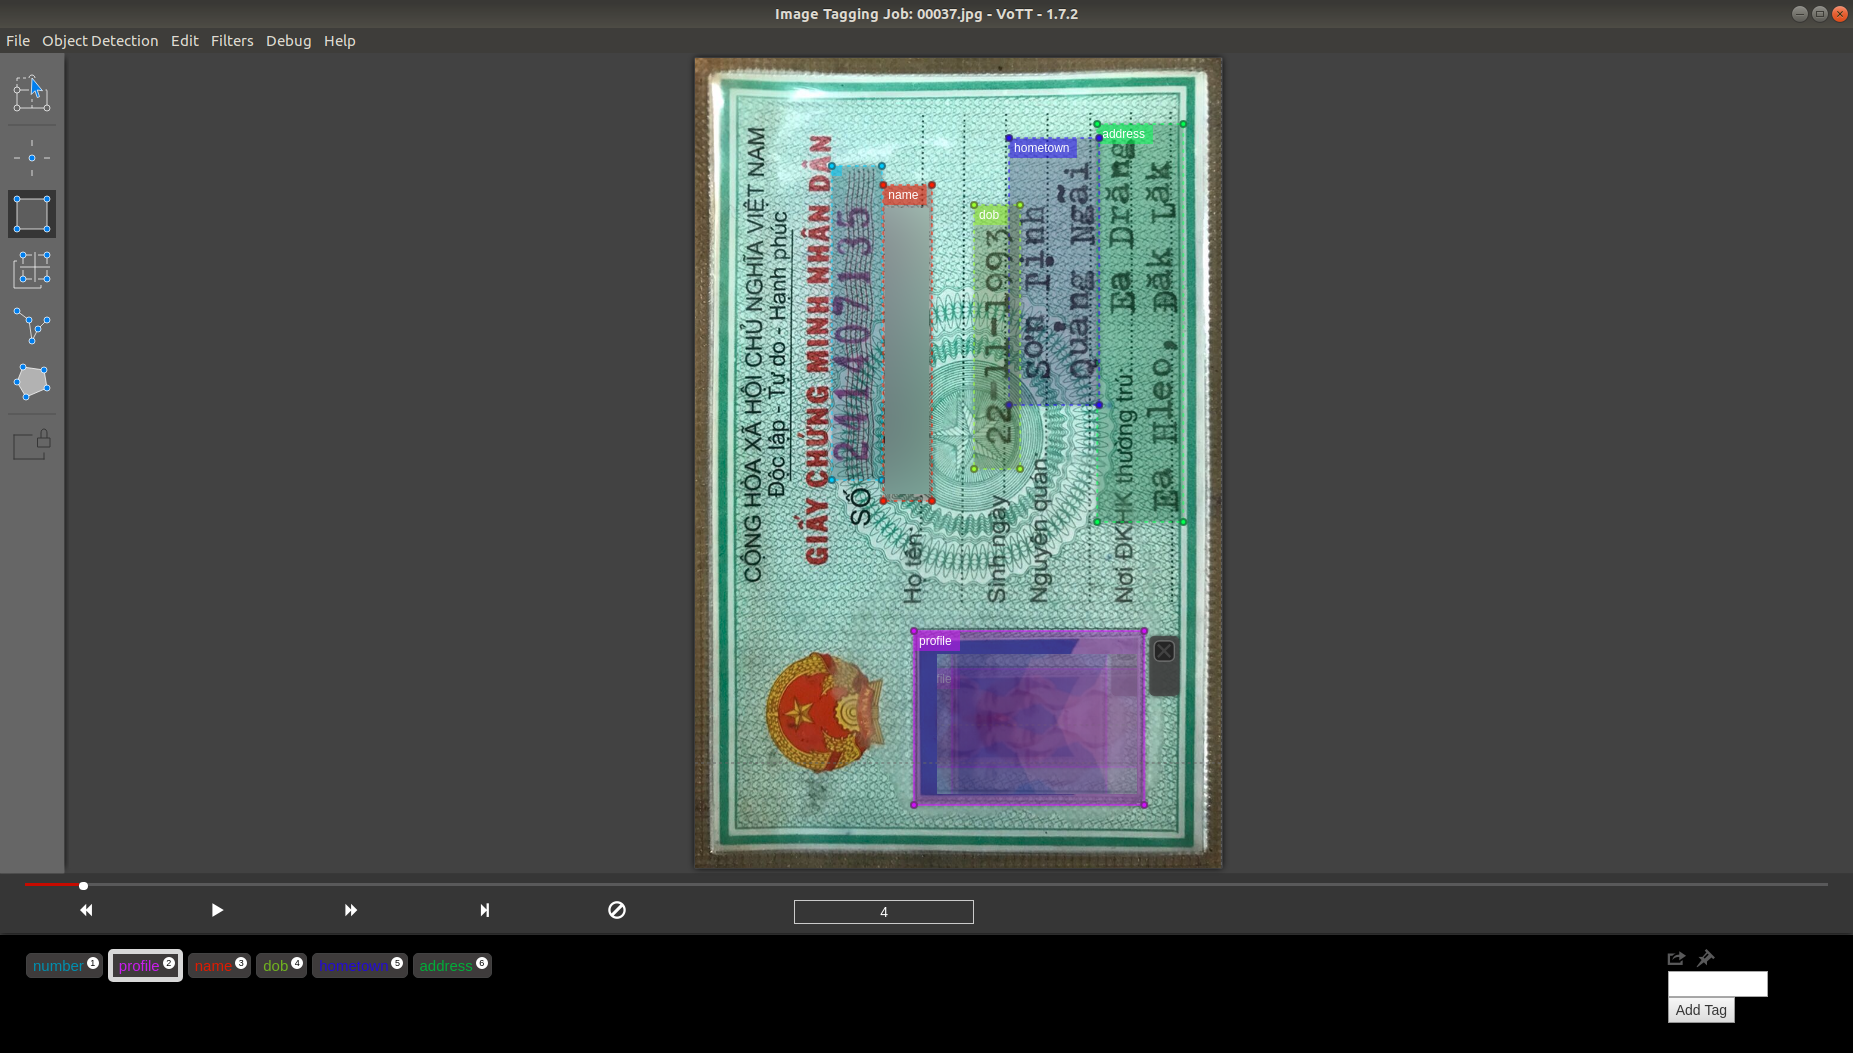 Image Tagging Job: 00037.jpg - VoTT - 1.7.2
File Object Detection Edit Filters Debug Help
CỘNG HÒA XÃ HỘI CHỦ NGHĨA VIỆT NAM
Độc lập - Tự do - Hạnh phúc
GIẤY CHỨNG MINH NHÂN DÂN
SỐ 241407135
name
Họ tên
dob
Sinh ngày 22-11-1993
hometown
Nguyên quán Sơn Tịnh
Quảng Ngãi
address
Nơi ĐKHK thường trú: Ea Drăng
Ea Hleo, Đắk Lắk
profile
file
4
number 1 profile 2 name 3 dob 4 hometown 5 address 6
Add Tag